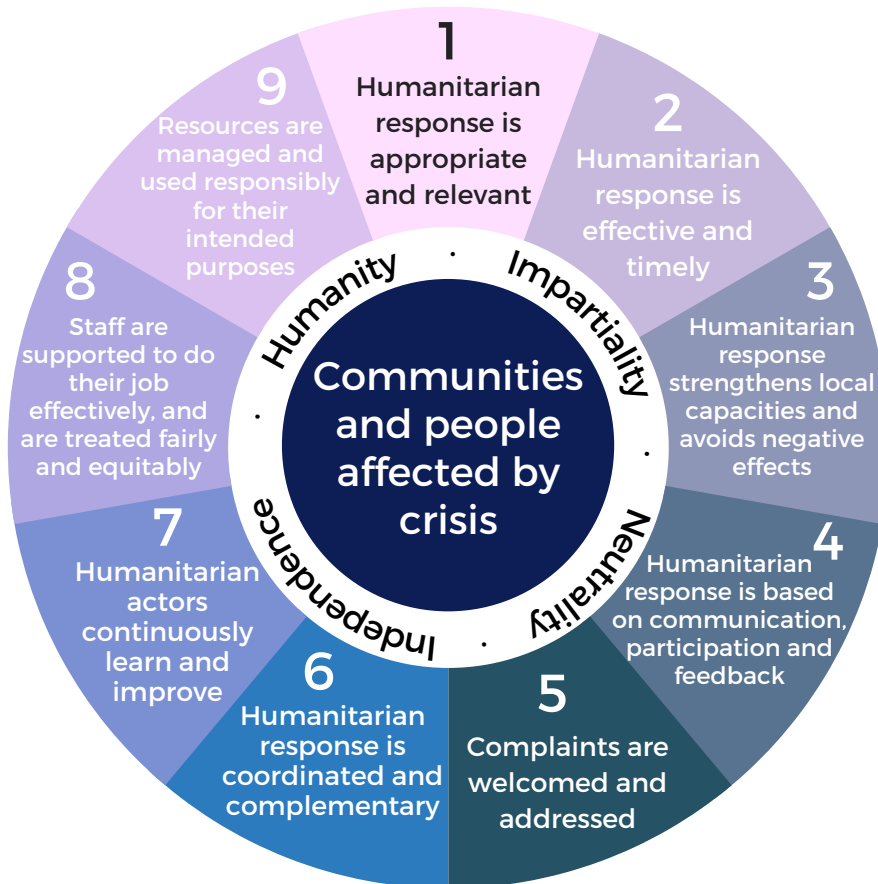 1
Humanitarian
response is
appropriate
and relevant
2
Humanitarian
response is
effective and
timely
3
Humanitarian
response
strengthens local
capacities and
avoids negative
effects
4
Humanitarian
response is based
on communication,
participation and
feedback
5
Complaints are
welcomed and
addressed
6
Humanitarian
response is
coordinated and
complementary
7
Humanitarian
actors
continuously
learn and
improve
8
Staff are
supported to do
their job
effectively, and
are treated fairly
and equitably
9
Resources are
managed and
used responsibly
for their
intended
purposes
Humanity · Impartiality · Neutrality · Independence ·
Communities
and people
affected by
crisis